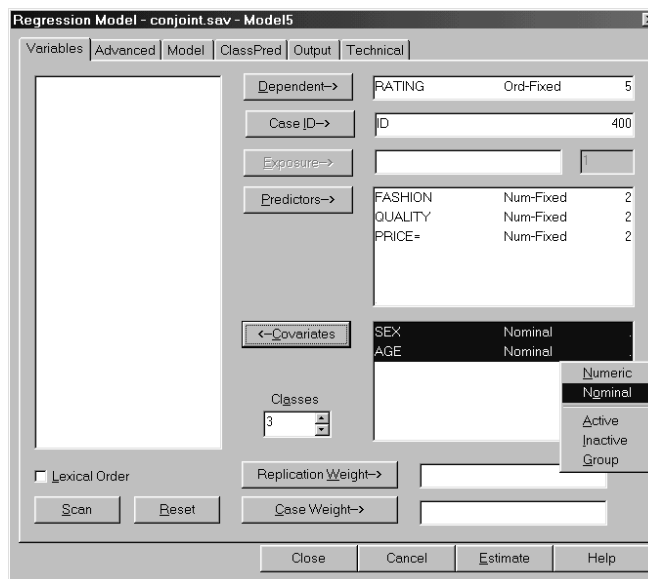 Regression Model - conjoint.sav - Model5
Variables Advanced Model ClassPred Output Technical
Dependent-> RATING Ord-Fixed 5
Case ID-> ID 400
Exposure-> 1
Predictors-> FASHION Num-Fixed 2
QUALITY Num-Fixed 2
PRICE= Num-Fixed 2
<-Covariates SEX Nominal .
AGE Nominal .
Numeric
Nominal
Active
Inactive
Group
Classes
3
Lexical Order
Replication Weight->
Scan Reset Case Weight->
Close Cancel Estimate Help